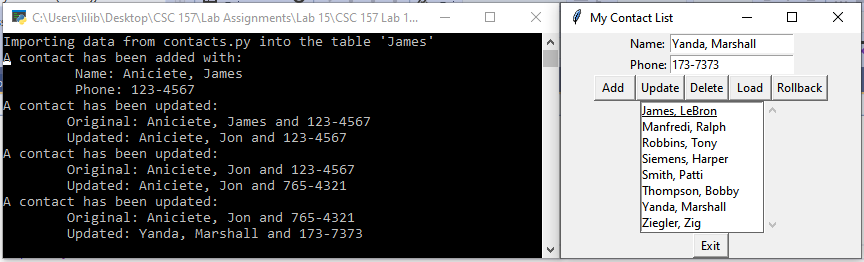 C:\Users\lilib\Desktop\CSC 157\Lab Assignments\Lab 15\CSC 157 Lab 1...
Importing data from contacts.py into the table 'James'
A contact has been added with:
Name: Aniciete, James
Phone: 123-4567
A contact has been updated:
Original: Aniciete, James and 123-4567
Updated: Aniciete, Jon and 123-4567
A contact has been updated:
Original: Aniciete, Jon and 123-4567
Updated: Aniciete, Jon and 765-4321
A contact has been updated:
Original: Aniciete, Jon and 765-4321
Updated: Yanda, Marshall and 173-7373
My Contact List
Name: Yanda, Marshall
Phone: 173-7373
Add Update Delete Load Rollback
James, LeBron
Manfredi, Ralph
Robbins, Tony
Siemens, Harper
Smith, Patti
Thompson, Bobby
Yanda, Marshall
Ziegler, Zig
Exit